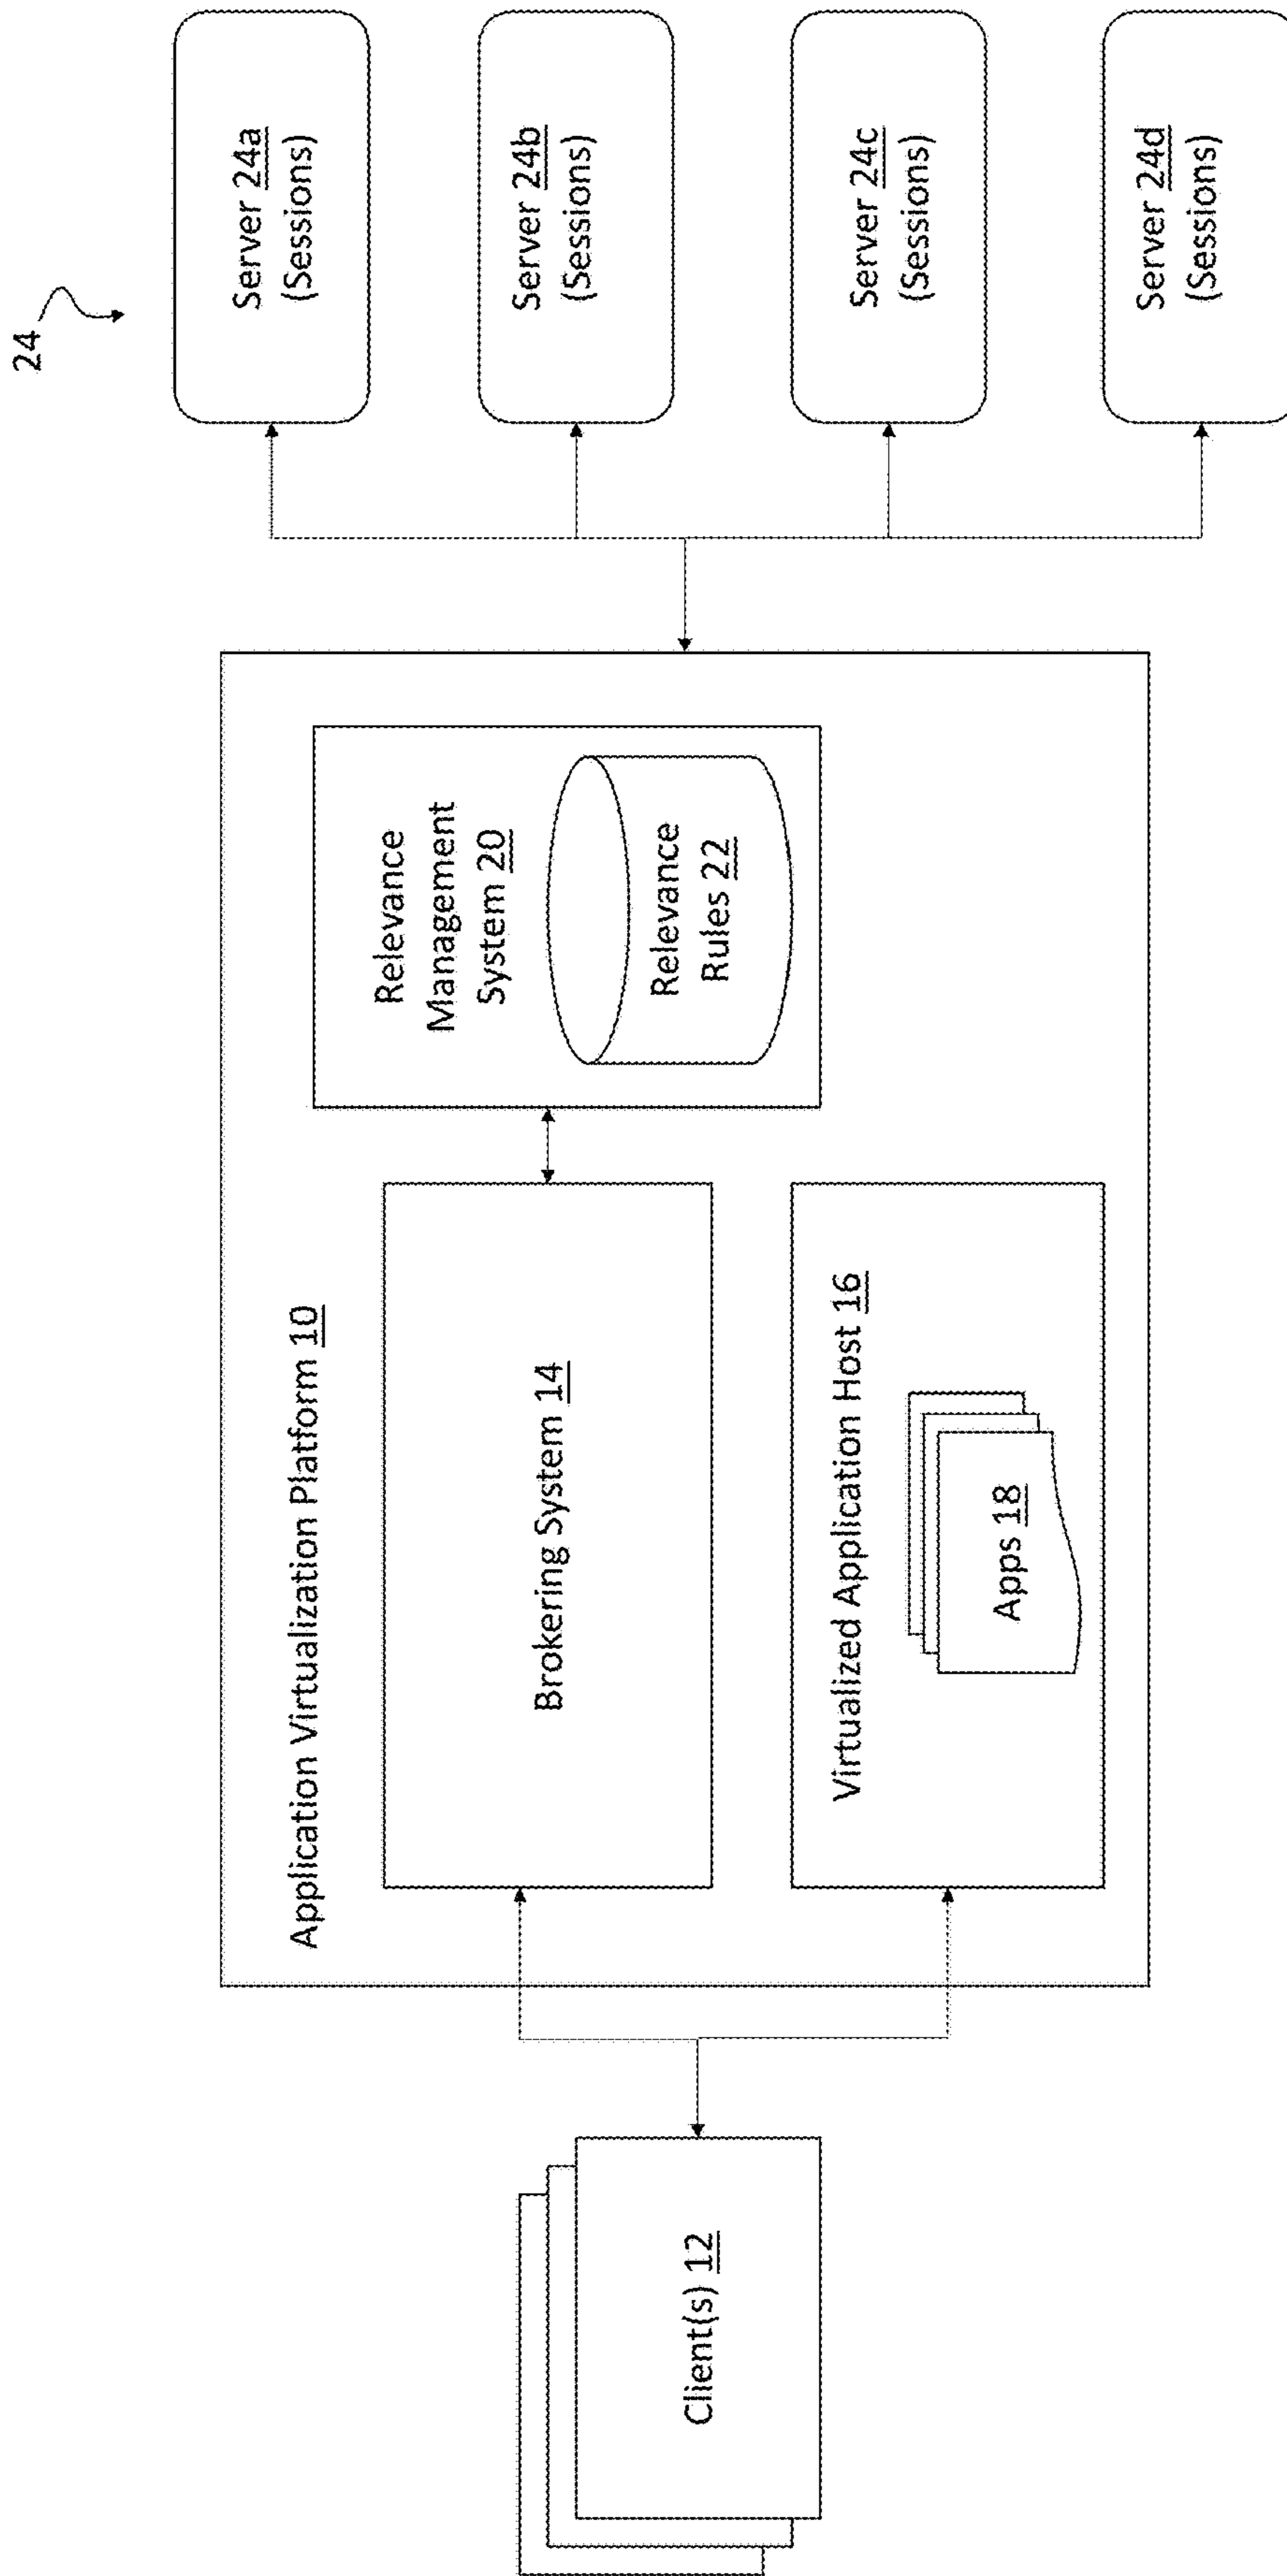 24
Application Virtualization Platform 10
Client(s) 12
Brokering System 14
Virtualized Application Host 16
Apps 18
Relevance
Management
System 20
Relevance
Rules 22
Server 24a
(Sessions)
Server 24b
(Sessions)
Server 24c
(Sessions)
Server 24d
(Sessions)